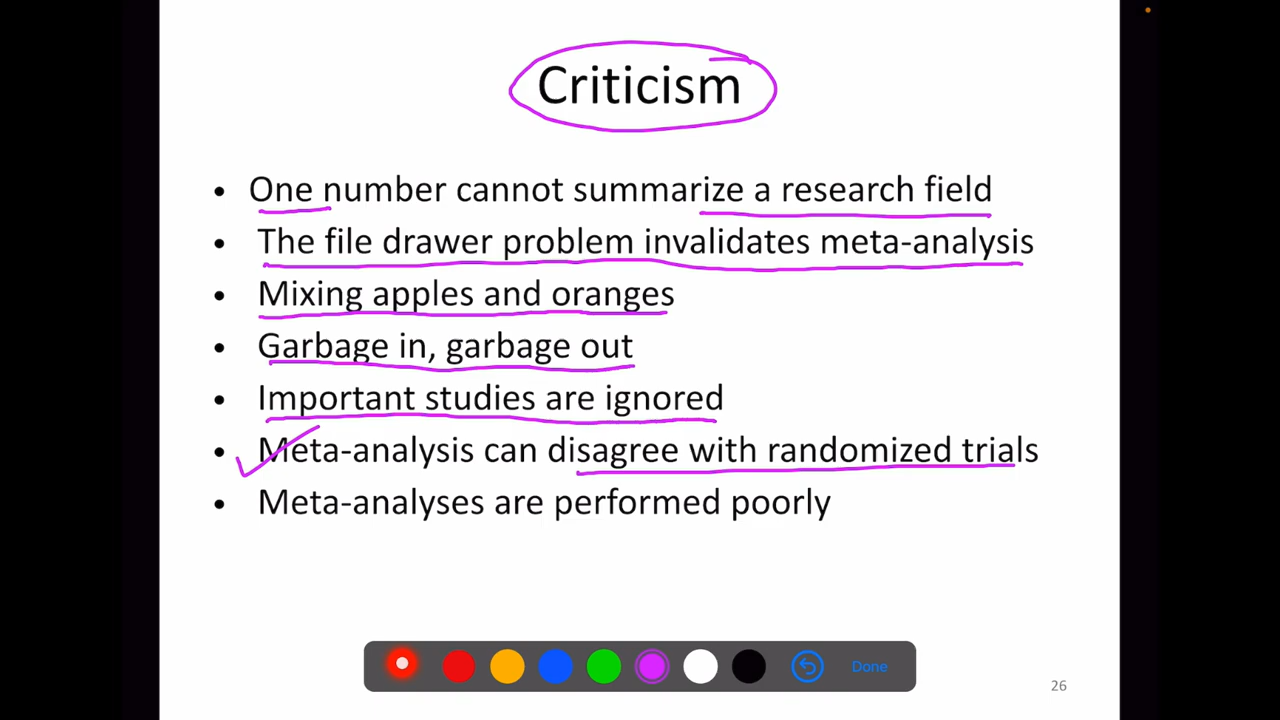 Criticism
• One number cannot summarize a research field
• The file drawer problem invalidates meta-analysis
• Mixing apples and oranges
• Garbage in, garbage out
• Important studies are ignored
• Meta-analysis can disagree with randomized trials
• Meta-analyses are performed poorly
Done
26